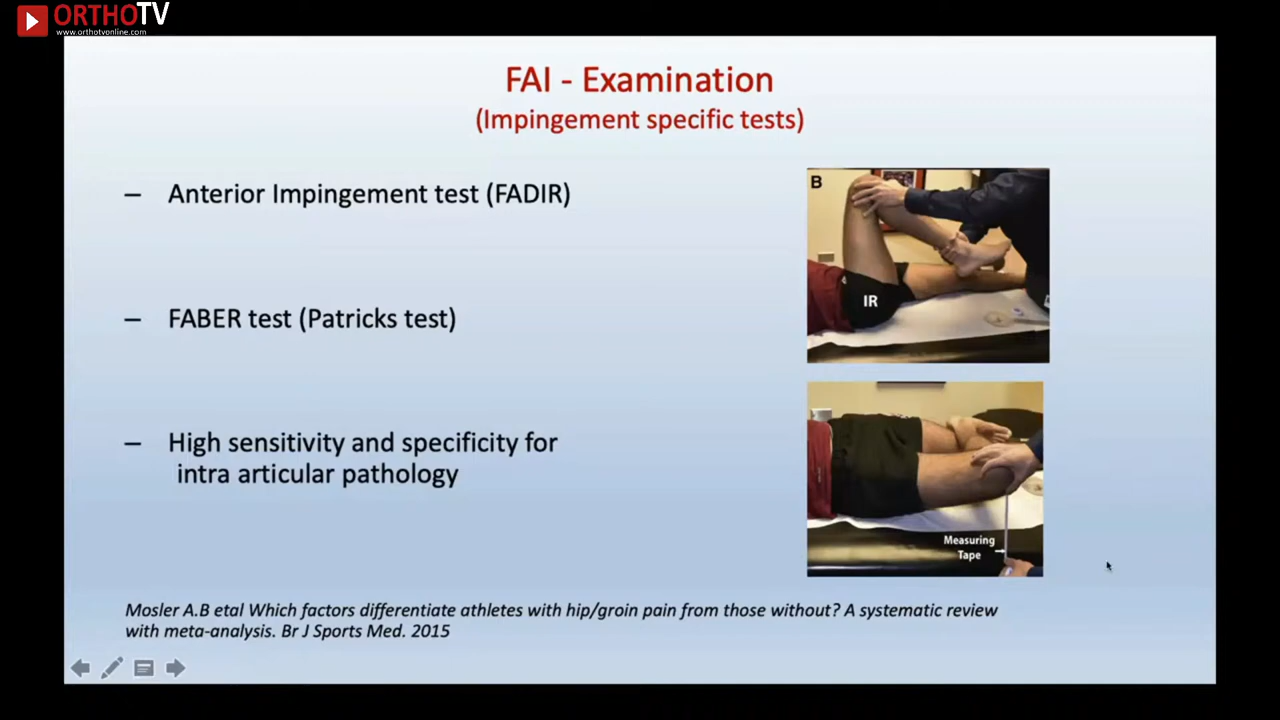 ORTHOTV
www.orthotvonline.com
FAI - Examination
(Impingement specific tests)
– Anterior Impingement test (FADIR)
– FABER test (Patricks test)
– High sensitivity and specificity for
intra articular pathology
B
IR
Measuring
Tape
Mosler A.B etal Which factors differentiate athletes with hip/groin pain from those without? A systematic review
with meta-analysis. Br J Sports Med. 2015